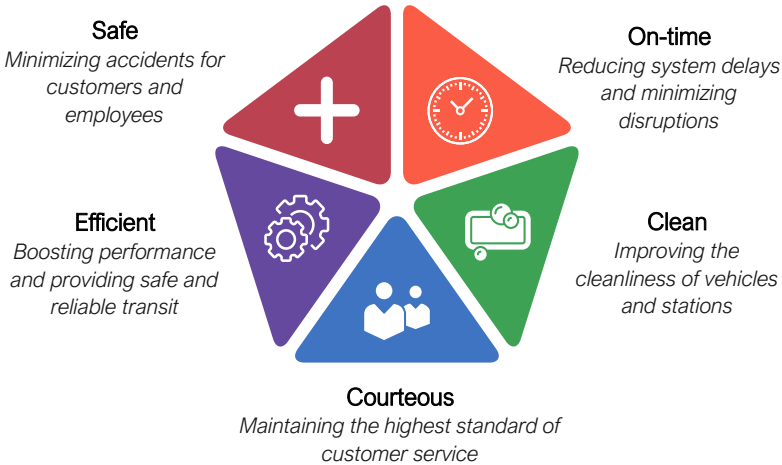 Safe
Minimizing accidents for
customers and
employees
On-time
Reducing system delays
and minimizing
disruptions
Efficient
Boosting performance
and providing safe and
reliable transit
Clean
Improving the
cleanliness of vehicles
and stations
Courteous
Maintaining the highest standard of
customer service